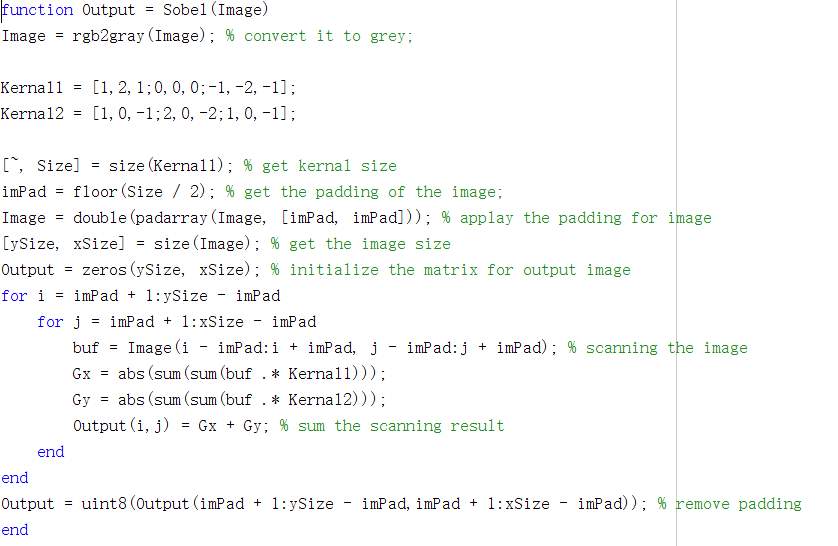 function Output = Sobel(Image)
Image = rgb2gray(Image); % convert it to grey;
Kernal1 = [1,2,1;0,0,0;-1,-2,-1];
Kernal2 = [1,0,-1;2,0,-2;1,0,-1];
[~, Size] = size(Kernal1); % get kernal size
imPad = floor(Size / 2); % get the padding of the image;
Image = double(padarray(Image, [imPad, imPad])); % applay the padding for image
[ySize, xSize] = size(Image); % get the image size
Output = zeros(ySize, xSize); % initialize the matrix for output image
for i = imPad + 1:ySize - imPad
for j = imPad + 1:xSize - imPad
buf = Image(i - imPad:i + imPad, j - imPad:j + imPad); % scanning the image
Gx = abs(sum(sum(buf .* Kernal1)));
Gy = abs(sum(sum(buf .* Kernal2)));
Output(i,j) = Gx + Gy; % sum the scanning result
end
end
Output = uint8(Output(imPad + 1:ySize - imPad,imPad + 1:xSize - imPad)); % remove padding
end